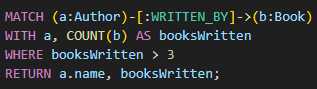 MATCH (a:Author)-[:WRITTEN_BY]->(b:Book)
WITH a, COUNT(b) AS booksWritten
WHERE booksWritten > 3
RETURN a.name, booksWritten;